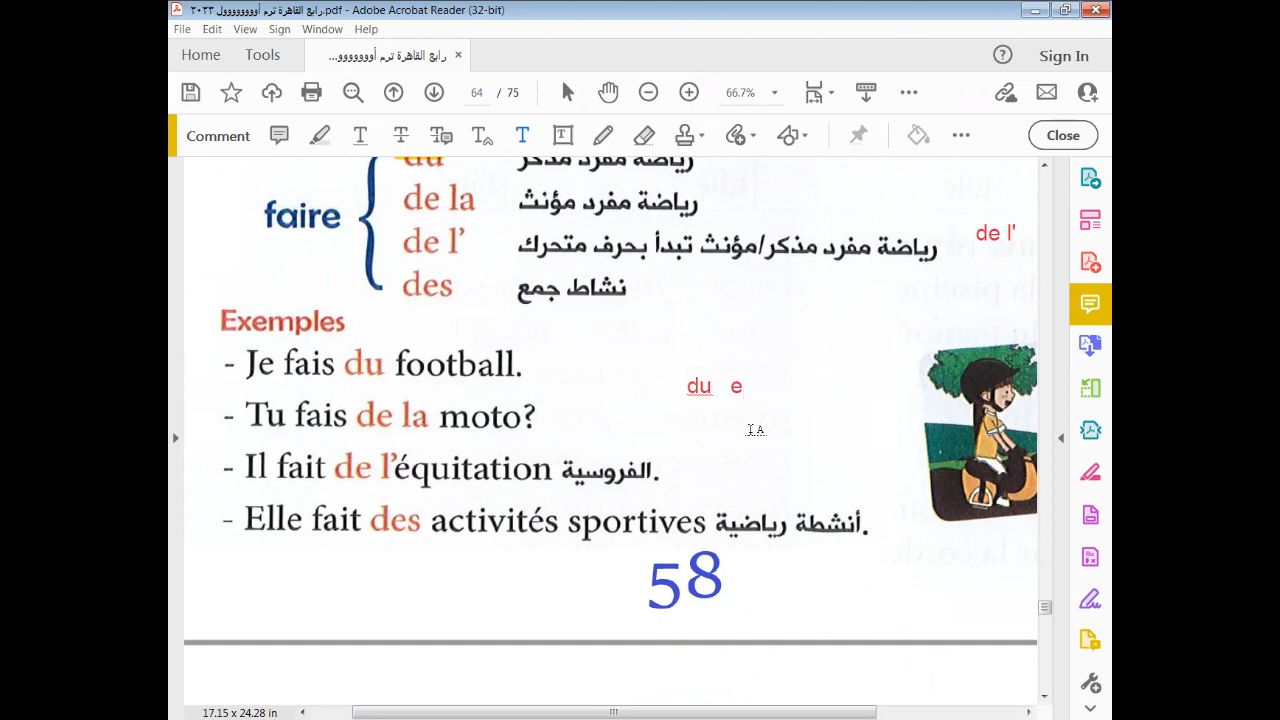 رابع القاهرة ترم أوووووووول ٢٠٢٣.pdf - Adobe Acrobat Reader (32-bit)
File Edit View Sign Window Help
Home Tools رابع القاهرة ترم أووووووو... × Sign In
64 / 75 66.7%
Comment Close
du رياضة مفرد مذكر
faire
de la رياضة مفرد مؤنث
de l’ رياضة مفرد مذكر/مؤنث تبدأ بحرف متحرك
de l'
des نشاط جمع
Exemples
- Je fais du football.
du e
- Tu fais de la moto?
- Il fait de l’équitation الفروسية.
- Elle fait des activités sportives أنشطة رياضية.
58
17.15 x 24.28 in